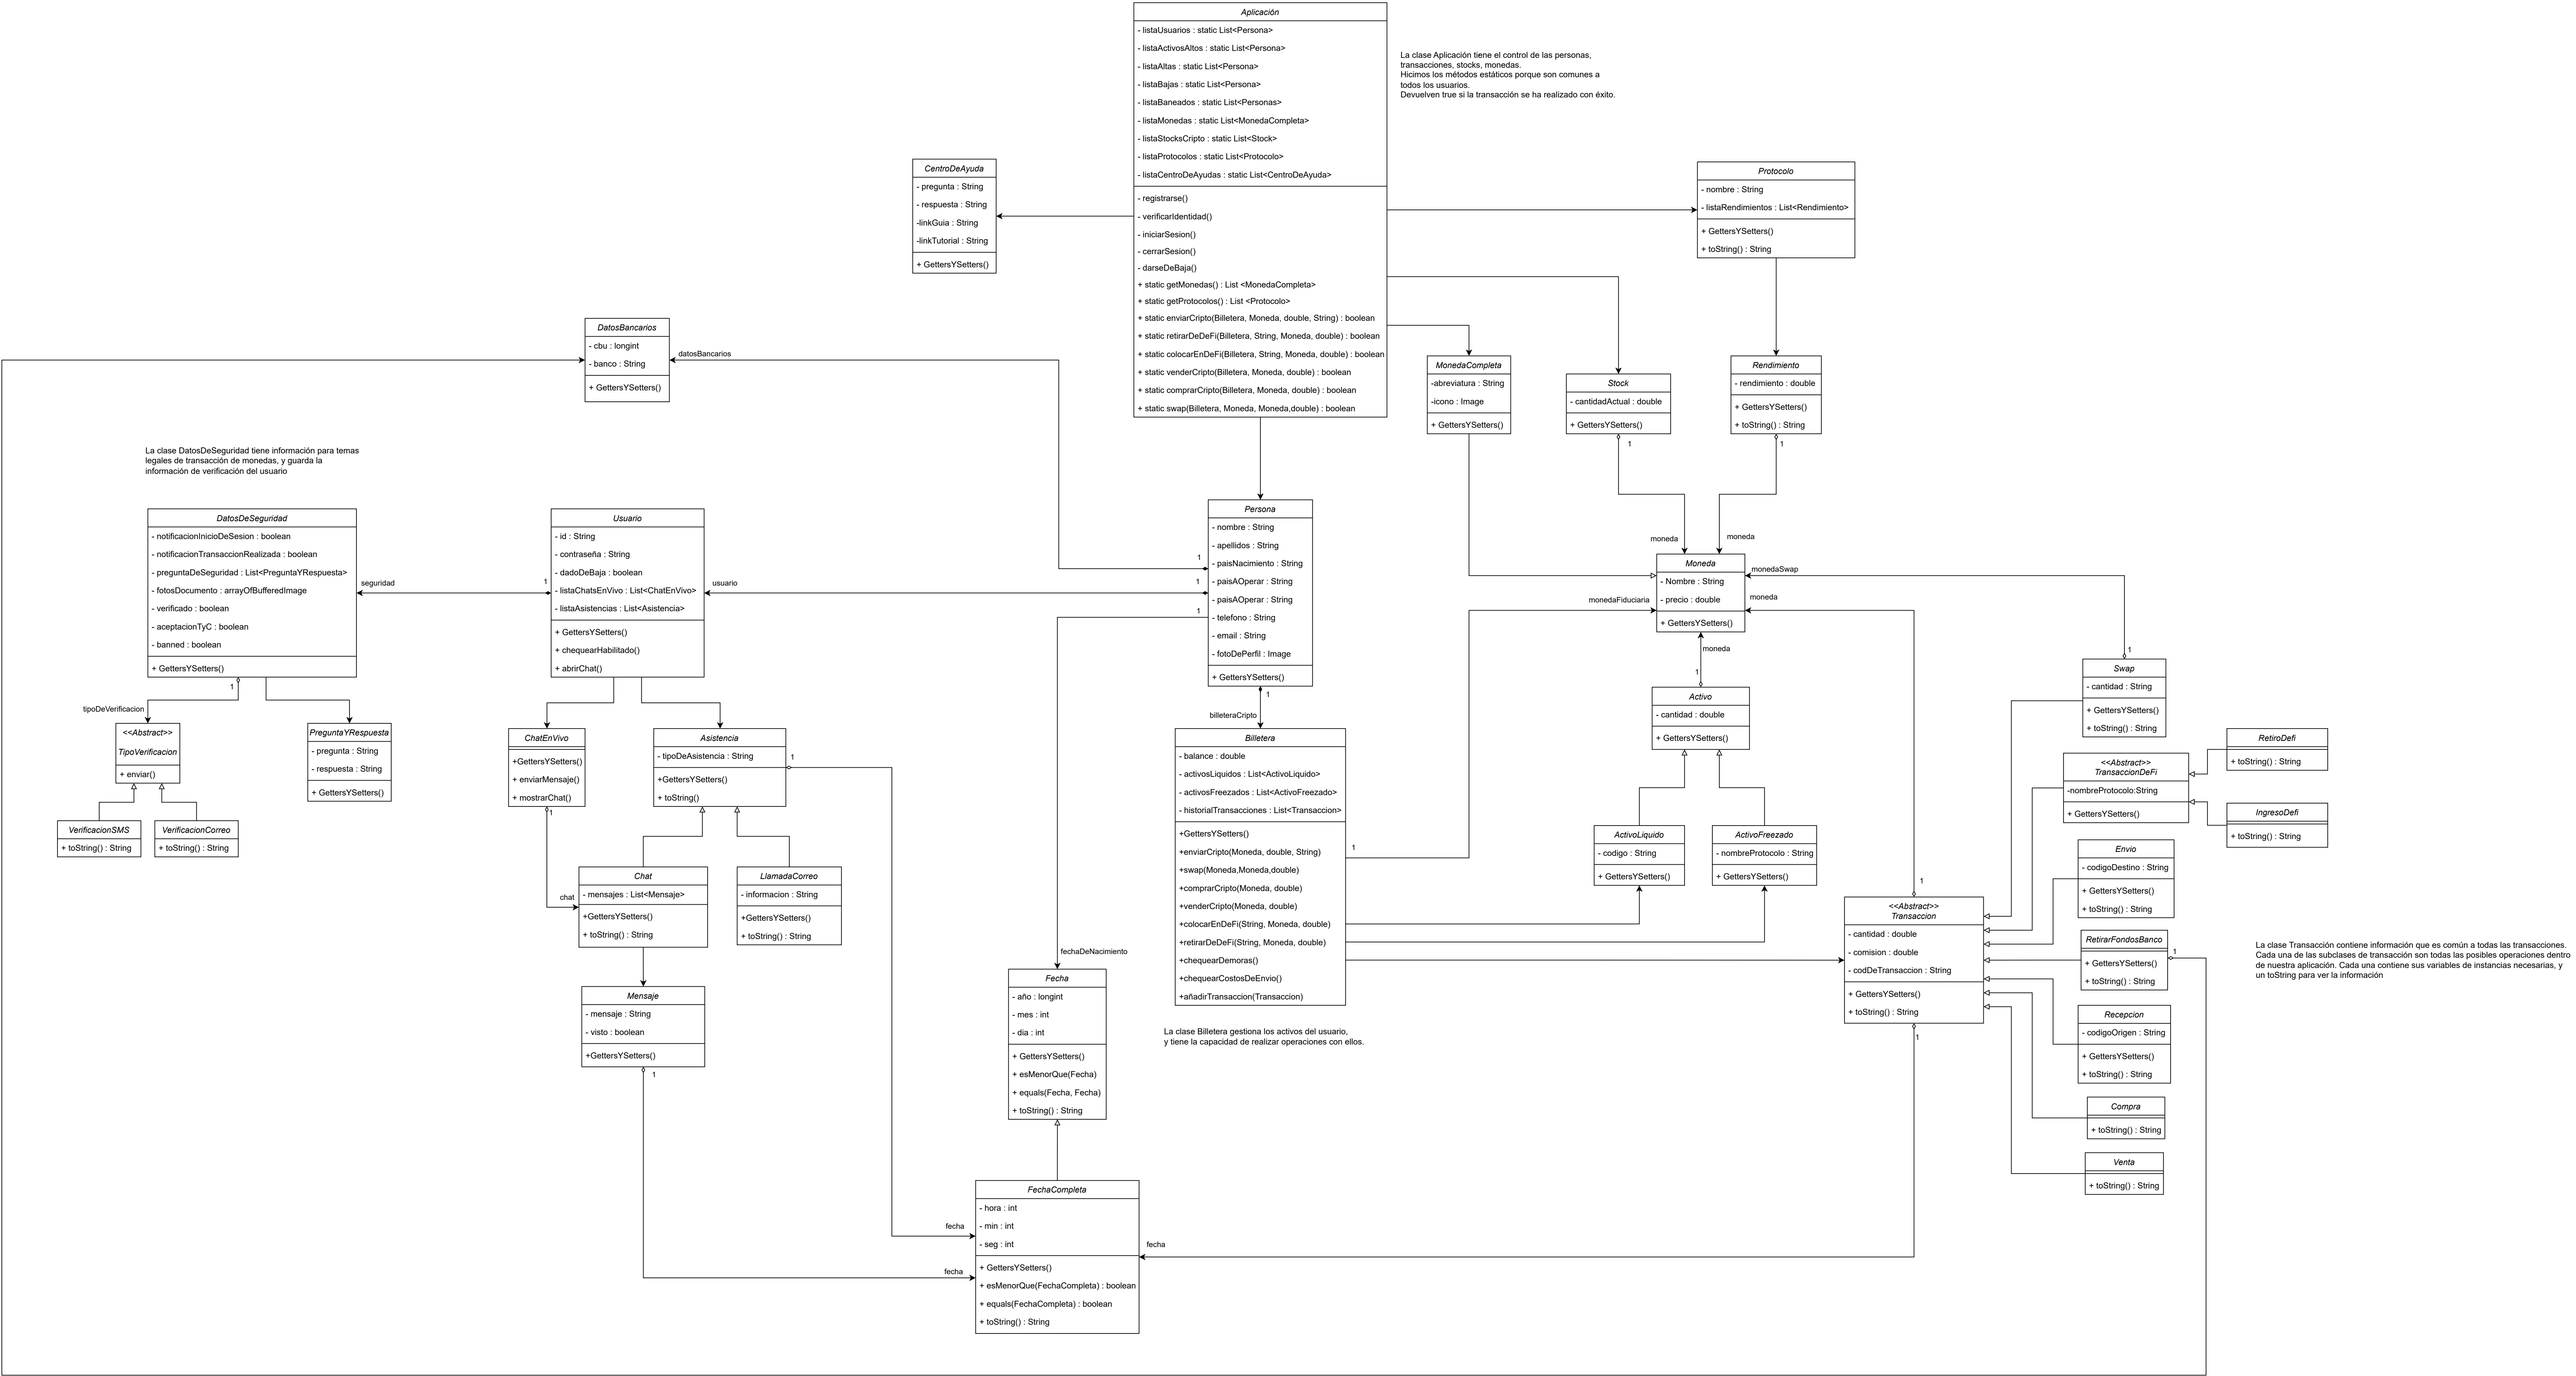 Aplicación
- listaUsuarios : static List<Persona>
- listaActivosAltos : static List<Persona>
- listaAltas : static List<Persona>
- listaBajas : static List<Persona>
- listaBaneados : static List<Personas>
- listaMonedas : static List<MonedaCompleta>
- listaStocksCripto : static List<Stock>
- listaProtocolos : static List<Protocolo>
- listaCentroDeAyudas : static List<CentroDeAyuda>
- registrarse()
- verificarIdentidad()
- iniciarSesion()
- cerrarSesion()
- darseDeBaja()
+ static getMonedas() : List <MonedaCompleta>
+ static getProtocolos() : List <Protocolo>
+ static enviarCripto(Billetera, Moneda, double, String) : boolean
+ static retirarDeDeFi(Billetera, String, Moneda, double) : boolean
+ static colocarEnDeFi(Billetera, String, Moneda, double) : boolean
+ static venderCripto(Billetera, Moneda, double) : boolean
+ static comprarCripto(Billetera, Moneda, double) : boolean
+ static swap(Billetera, Moneda, Moneda,double) : boolean
La clase Aplicación tiene el control de las personas,
transacciones, stocks, monedas.
Hicimos los métodos estáticos porque son comunes a
todos los usuarios.
Devuelven true si la transacción se ha realizado con éxito.
CentroDeAyuda
- pregunta : String
- respuesta : String
-linkGuia : String
-linkTutorial : String
+ GettersYSetters()
Protocolo
- nombre : String
- listaRendimientos : List<Rendimiento>
+ GettersYSetters()
+ toString() : String
DatosBancarios
- cbu : longint
- banco : String
+ GettersYSetters()
datosBancarios
MonedaCompleta
-abreviatura : String
-icono : Image
+ GettersYSetters()
Stock
- cantidadActual : double
+ GettersYSetters()
1
Rendimiento
- rendimiento : double
+ GettersYSetters()
+ toString() : String
1
La clase DatosDeSeguridad tiene información para temas
legales de transacción de monedas, y guarda la
información de verificación del usuario
DatosDeSeguridad
- notificacionInicioDeSesion : boolean
- notificacionTransaccionRealizada : boolean
- preguntaDeSeguridad : List<PreguntaYRespuesta>
- fotosDocumento : arrayOfBufferedImage
- verificado : boolean
- aceptacionTyC : boolean
- banned : boolean
+ GettersYSetters()
1
seguridad
1
Usuario
- id : String
- contraseña : String
- dadoDeBaja : boolean
- listaChatsEnVivo : List<ChatEnVivo>
- listaAsistencias : List<Asistencia>
+ GettersYSetters()
+ chequearHabilitado()
+ abrirChat()
usuario
1
1
1
Persona
- nombre : String
- apellidos : String
- paisNacimiento : String
- paisAOperar : String
- paisAOperar : String
- telefono : String
- email : String
- fotoDePerfil : Image
+ GettersYSetters()
1
billeteraCripto
moneda
moneda
Moneda
- Nombre : String
- precio : double
+ GettersYSetters()
monedaFiduciaria
monedaSwap
moneda
moneda
1
Activo
- cantidad : double
+ GettersYSetters()
1
Swap
- cantidad : String
+ GettersYSetters()
+ toString() : String
tipoDeVerificacion
<<Abstract>>
TipoVerificacion
+ enviar()
PreguntaYRespuesta
- pregunta : String
- respuesta : String
+ GettersYSetters()
VerificacionSMS
+ toString() : String
VerificacionCorreo
+ toString() : String
ChatEnVivo
+GettersYSetters()
+ enviarMensaje()
+ mostrarChat()
1
chat
Asistencia
- tipoDeAsistencia : String
+GettersYSetters()
+ toString()
1
Chat
- mensajes : List<Mensaje>
+GettersYSetters()
+ toString() : String
LlamadaCorreo
- informacion : String
+GettersYSetters()
+ toString() : String
Mensaje
- mensaje : String
- visto : boolean
+GettersYSetters()
1
fechaDeNacimiento
Fecha
- año : longint
- mes : int
- dia : int
+ GettersYSetters()
+ esMenorQue(Fecha)
+ equals(Fecha, Fecha)
+ toString() : String
Billetera
- balance : double
- activosLiquidos : List<ActivoLiquido>
- activosFreezados : List<ActivoFreezado>
- historialTransacciones : List<Transaccion>
+GettersYSetters()
+enviarCripto(Moneda, double, String)
+swap(Moneda,Moneda,double)
+comprarCripto(Moneda, double)
+venderCripto(Moneda, double)
+colocarEnDeFi(String, Moneda, double)
+retirarDeDeFi(String, Moneda, double)
+chequearDemoras()
+chequearCostosDeEnvio()
+añadirTransaccion(Transaccion)
1
La clase Billetera gestiona los activos del usuario,
y tiene la capacidad de realizar operaciones con ellos.
ActivoLiquido
- codigo : String
+ GettersYSetters()
ActivoFreezado
- nombreProtocolo : String
+ GettersYSetters()
1
<<Abstract>>
Transaccion
- cantidad : double
- comision : double
- codDeTransaccion : String
+ GettersYSetters()
+ toString() : String
1
<<Abstract>>
TransaccionDeFi
-nombreProtocolo:String
+ GettersYSetters()
RetiroDefi
+ toString() : String
IngresoDefi
+ toString() : String
Envio
- codigoDestino : String
+ GettersYSetters()
+ toString() : String
RetirarFondosBanco
+ GettersYSetters()
+ toString() : String
1
Recepcion
- codigoOrigen : String
+ GettersYSetters()
+ toString() : String
Compra
+ toString() : String
Venta
+ toString() : String
La clase Transacción contiene información que es común a todas las transacciones.
Cada una de las subclases de transacción son todas las posibles operaciones dentro
de nuestra aplicación. Cada una contiene sus variables de instancias necesarias, y
un toString para ver la información
FechaCompleta
- hora : int
- min : int
- seg : int
+ GettersYSetters()
+ esMenorQue(FechaCompleta) : boolean
+ equals(FechaCompleta) : boolean
+ toString() : String
fecha
fecha
fecha